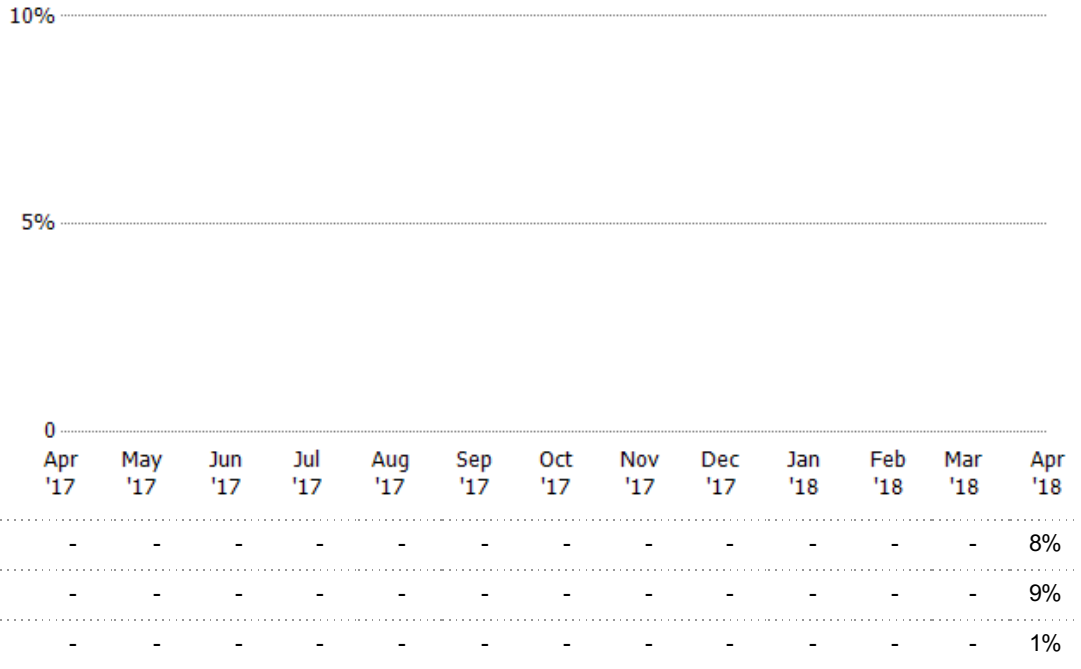 10%
5%
0
Apr May Jun Jul Aug Sep Oct Nov Dec Jan Feb Mar Apr
'17 '17 '17 '17 '17 '17 '17 '17 '17 '18 '18 '18 '18
- - - - - - - - - - - - 8%
- - - - - - - - - - - - 9%
- - - - - - - - - - - - 1%